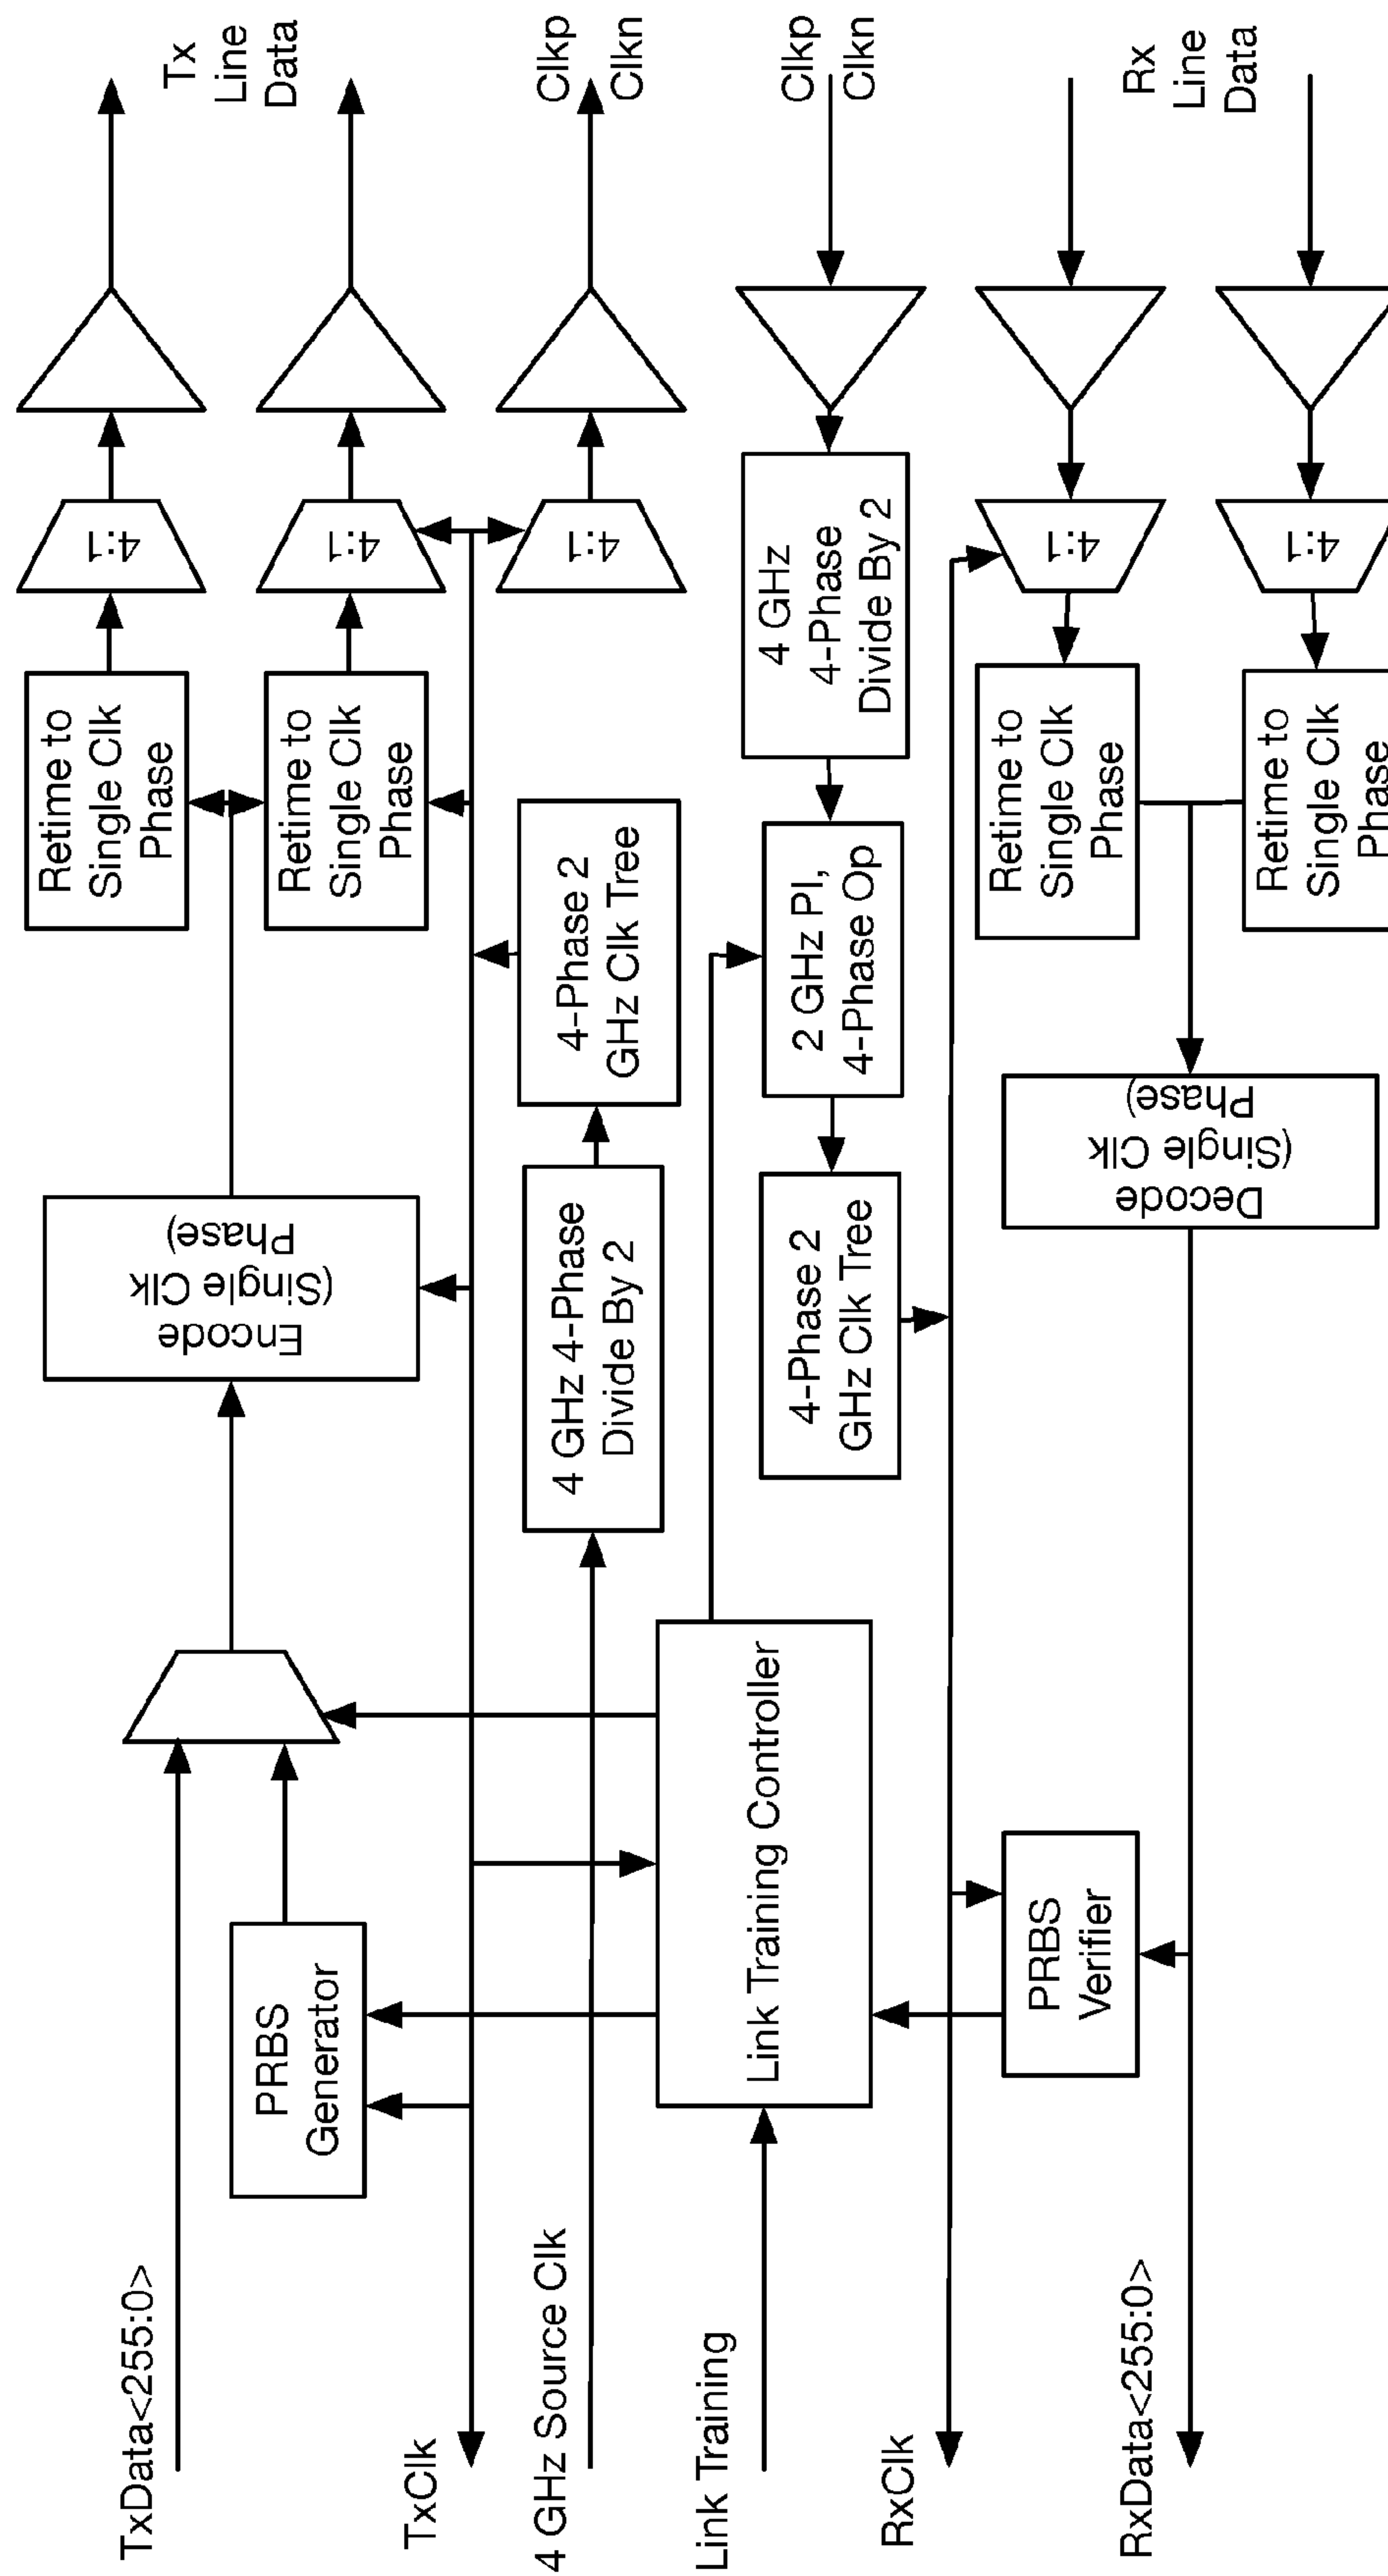 TxData<255:0>
PRBS
Generator
Encode
(Single Clk
Phase)
Retime to
Single Clk
Phase
4:1
Tx
Line
Data
Retime to
Single Clk
Phase
4:1
TxClk
4 GHz Source Clk
4 GHz 4-Phase
Divide By 2
4-Phase 2
GHz Clk Tree
4:1
Clkp
Clkn
Link Training
Link Training Controller
4-Phase 2
GHz Clk Tree
2 GHz PI,
4-Phase Op
4 GHz
4-Phase
Divide By 2
Clkp
Clkn
RxClk
PRBS
Verifier
Retime to
Single Clk
Phase
4:1
Rx
Line
Data
RxData<255:0>
Decode
(Single Clk
Phase)
Retime to
Single Clk
Phase
4:1